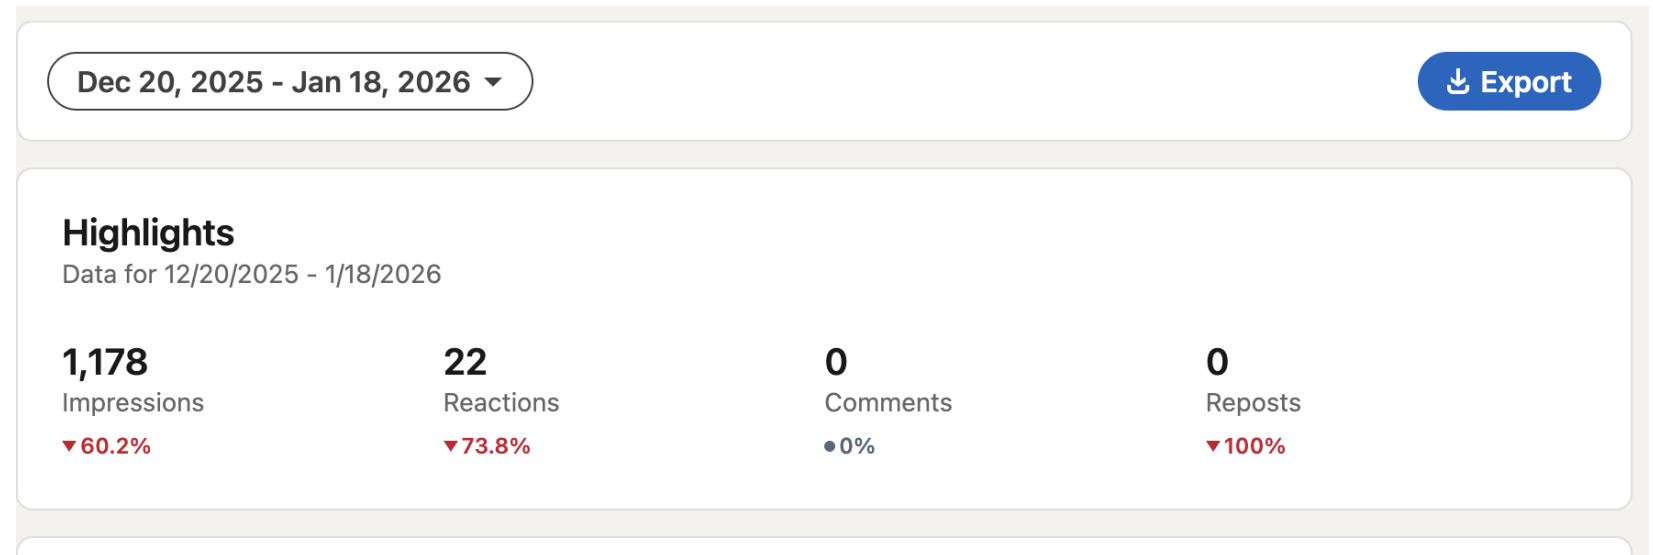 Dec 20, 2025 - Jan 18, 2026
Export
Highlights
Data for 12/20/2025 - 1/18/2026
1,178
Impressions
60.2%
22
Reactions
73.8%
0
Comments
0%
0
Reposts
100%